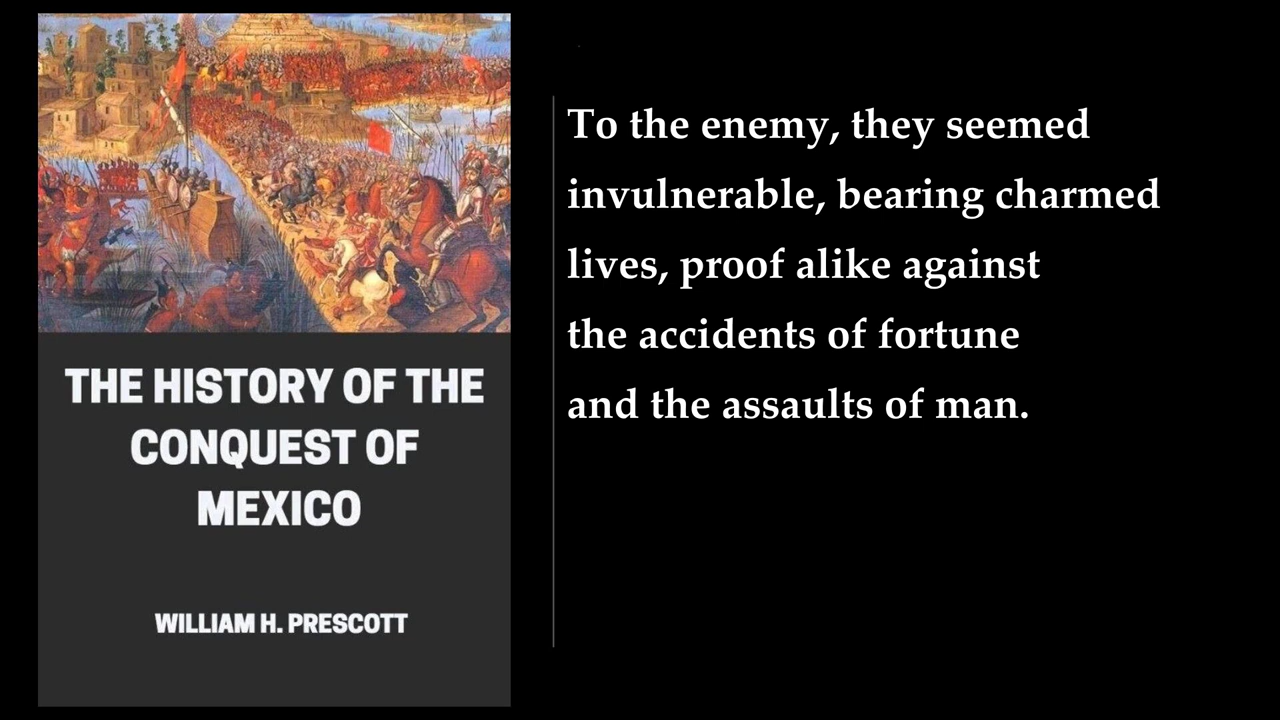 THE HISTORY OF THE
CONQUEST OF
MEXICO
WILLIAM H. PRESCOTT
To the enemy, they seemed
invulnerable, bearing charmed
lives, proof alike against
the accidents of fortune
and the assaults of man.